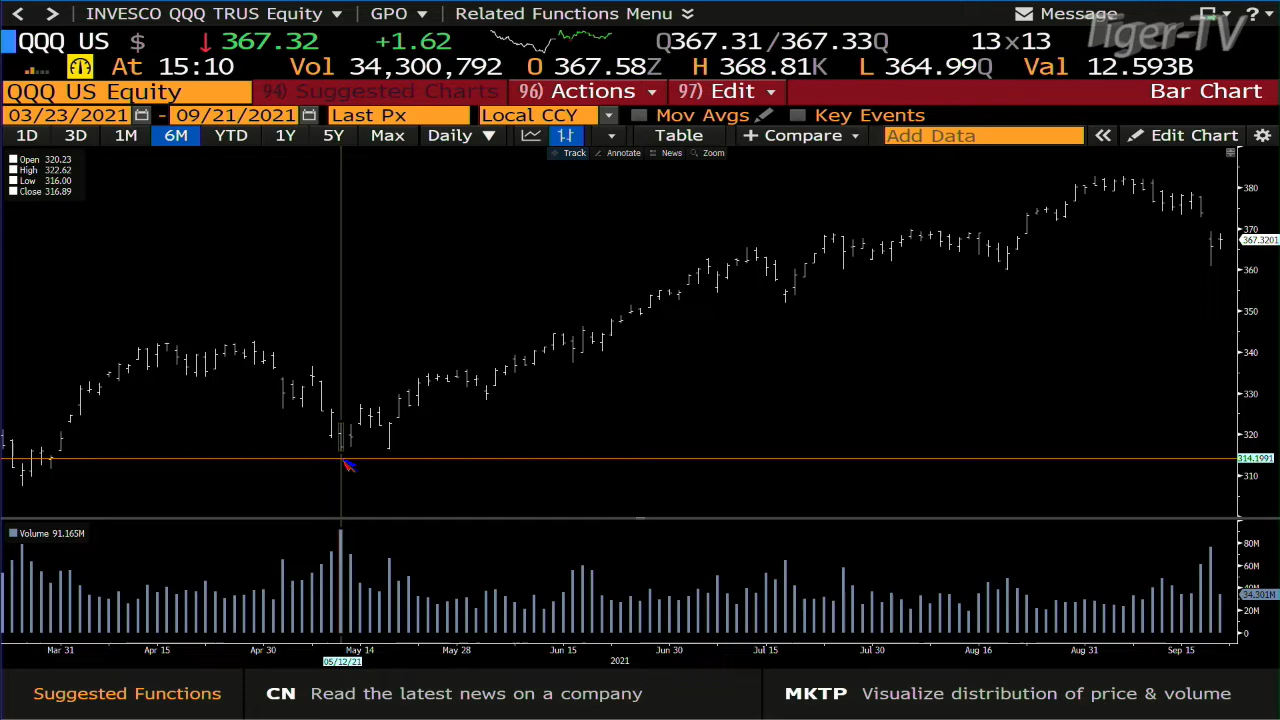 INVESCO QQQ TRUS Equity GPO Related Functions Menu Message ?
QQQ US $ 367.32 +1.62 Q367.31/367.33Q 13x13
Tiger-TV
At 15:10 Vol 34,300,792 O 367.58Z H 368.81K L 364.99Q Val 12.593B
QQQ US Equity 94) Suggested Charts 96) Actions 97) Edit Bar Chart
03/23/2021 - 09/21/2021 Last Px Local CCY Mov Avgs Key Events
1D 3D 1M 6M YTD 1Y 5Y Max Daily ▼ Table + Compare Add Data « Edit Chart
Track Annotate News Zoom
Open 320.23
High 322.62
Low 316.00
Close 316.89
380
370
367.3201
360
350
340
330
320
314.1991
310
Volume 91.165M
80M
60M
40M
34.301M
20M
0
Mar 31 Apr 15 Apr 30 May 14 May 28 Jun 15 Jun 30 Jul 15 Jul 30 Aug 16 Aug 31 Sep 15
05/12/21 2021
Suggested Functions CN Read the latest news on a company MKTP Visualize distribution of price & volume